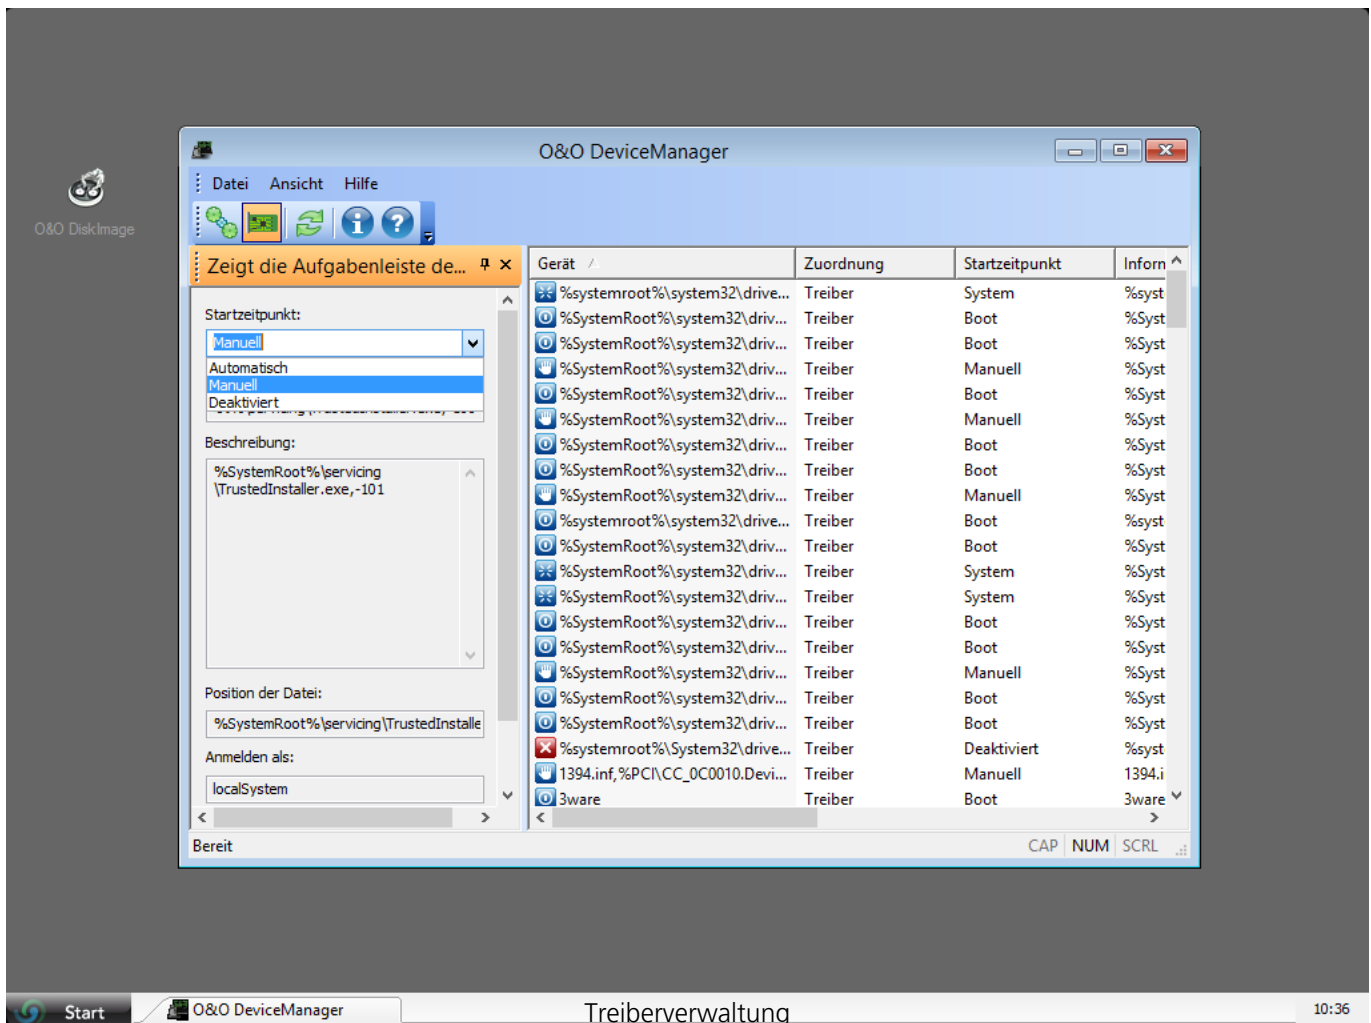 O&O DiskImage
O&O DeviceManager
Datei Ansicht Hilfe
Zeigt die Aufgabenleiste de...
Startzeitpunkt:
Manuell
Automatisch
Manuell
Deaktiviert
Beschreibung:
%SystemRoot%\servicing
\TrustedInstaller.exe,-101
Position der Datei:
%SystemRoot%\servicing\TrustedInstalle
Anmelden als:
localSystem
Gerät Zuordnung Startzeitpunkt Inform
%systemroot%\system32\drive... Treiber System %syst
%SystemRoot%\system32\driv... Treiber Boot %Syst
%SystemRoot%\system32\driv... Treiber Boot %Syst
%SystemRoot%\system32\driv... Treiber Manuell %Syst
%SystemRoot%\system32\driv... Treiber Boot %Syst
%SystemRoot%\system32\driv... Treiber Manuell %Syst
%SystemRoot%\system32\driv... Treiber Boot %Syst
%SystemRoot%\system32\driv... Treiber Boot %Syst
%SystemRoot%\system32\driv... Treiber Manuell %Syst
%systemroot%\system32\drive... Treiber Boot %syst
%SystemRoot%\system32\driv... Treiber Boot %Syst
%SystemRoot%\system32\driv... Treiber System %Syst
%SystemRoot%\system32\driv... Treiber System %Syst
%SystemRoot%\system32\driv... Treiber Boot %Syst
%SystemRoot%\system32\driv... Treiber Boot %Syst
%SystemRoot%\system32\driv... Treiber Manuell %Syst
%SystemRoot%\system32\driv... Treiber Boot %Syst
%SystemRoot%\system32\driv... Treiber Boot %Syst
%systemroot%\System32\drive... Treiber Deaktiviert %syst
1394.inf,%PCI\CC_0C0010.Devi... Treiber Manuell 1394.i
3ware Treiber Boot 3ware
Bereit CAP NUM SCRL
Start O&O DeviceManager Treiberverwaltung 10:36